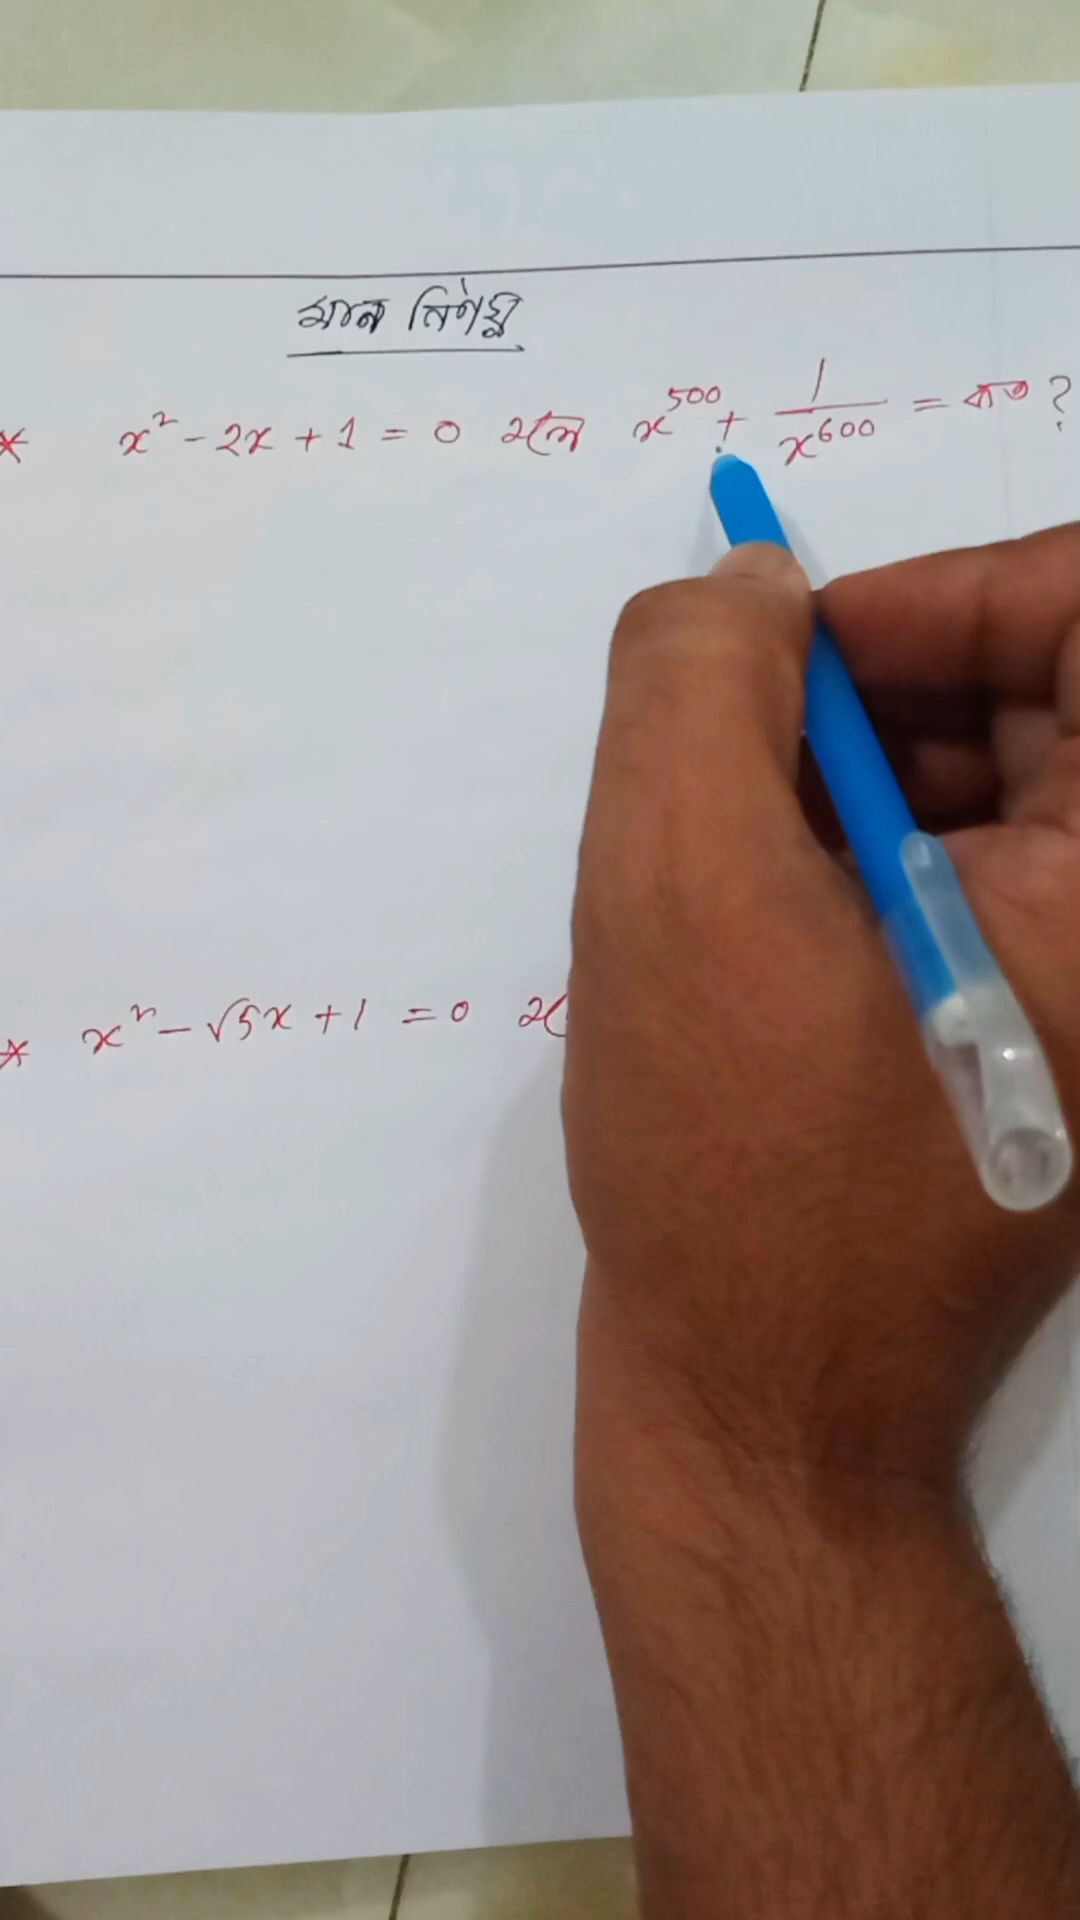 মান নির্ণয়
* x² - 2x + 1 = 0 হলে x⁵⁰⁰ + 1/x⁶⁰⁰ = কত ?
* x² - √5x + 1 = 0